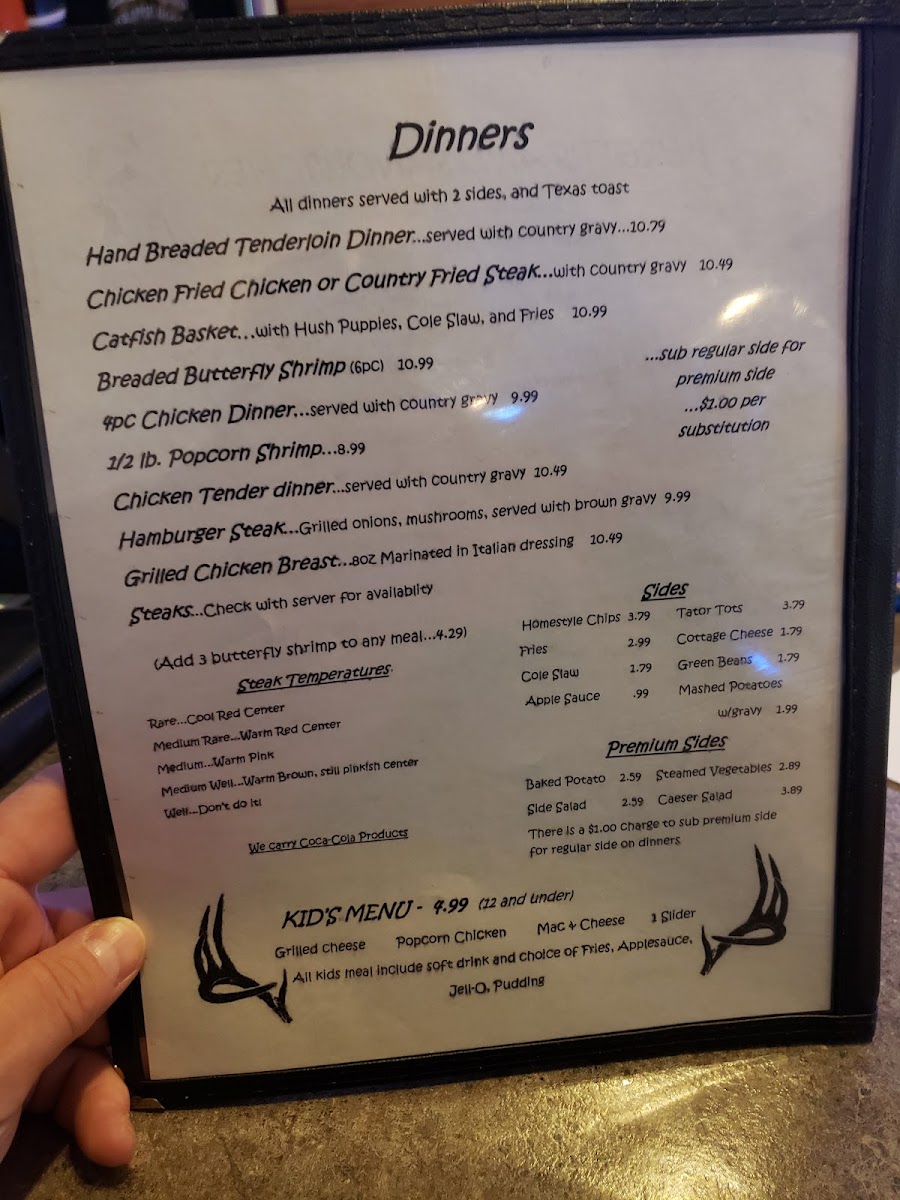 Dinners
All dinners served with 2 sides, and Texas toast
Hand Breaded Tenderloin Dinner...served with country gravy...10.79
Chicken Fried Chicken or Country Fried Steak...with country gravy 10.49
Catfish Basket...with Hush Puppies, Cole Slaw, and Fries 10.99
Breaded Butterfly Shrimp (6pc) 10.99
4pc Chicken Dinner...served with country gravy 9.99
1/2 lb. Popcorn Shrimp...8.99
Chicken Tender dinner...served with country gravy 10.49
Hamburger Steak...Grilled onions, mushrooms, served with brown gravy 9.99
Grilled Chicken Breast...8oz Marinated in Italian dressing 10.49
Steaks...Check with server for availablity
(Add 3 butterfly shrimp to any meal...4.29)
...sub regular side for
premium side
...$1.00 per
substitution
Steak Temperatures
Rare...Cool Red Center
Medium Rare...Warm Red Center
Medium...Warm Pink
Medium Well...Warm Brown, still pinkish center
Well...Don't do it!
We carry Coca-Cola Products
Sides
Homestyle Chips 3.79 Tator Tots 3.79
Fries 2.99 Cottage Cheese 1.79
Cole Slaw 1.79 Green Beans 1.79
Apple Sauce .99 Mashed Potatoes
w/gravy 1.99
Premium Sides
Baked Potato 2.59 Steamed Vegetables 2.89
Side Salad 2.59 Caeser Salad 3.89
There is a $1.00 charge to sub premium side
for regular side on dinners
KID'S MENU - 4.99 (12 and under)
Grilled cheese Popcorn Chicken Mac & Cheese 1 Slider
All kids meal include soft drink and choice of Fries, Applesauce,
Jell-O, Pudding